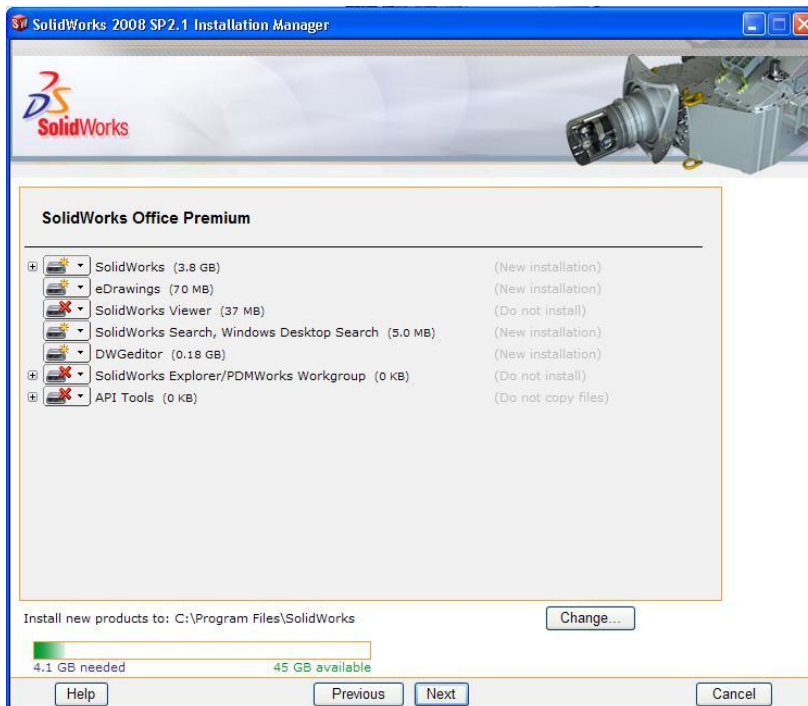 SolidWorks 2008 SP2.1 Installation Manager
SolidWorks
SolidWorks Office Premium
SolidWorks (3.8 GB) (New installation)
eDrawings (70 MB) (New installation)
SolidWorks Viewer (37 MB) (Do not install)
SolidWorks Search, Windows Desktop Search (5.0 MB) (New installation)
DWGeditor (0.18 GB) (New installation)
SolidWorks Explorer/PDMWorks Workgroup (0 KB) (Do not install)
API Tools (0 KB) (Do not copy files)
Install new products to: C:\Program Files\SolidWorks Change...
4.1 GB needed 45 GB available
Help Previous Next Cancel